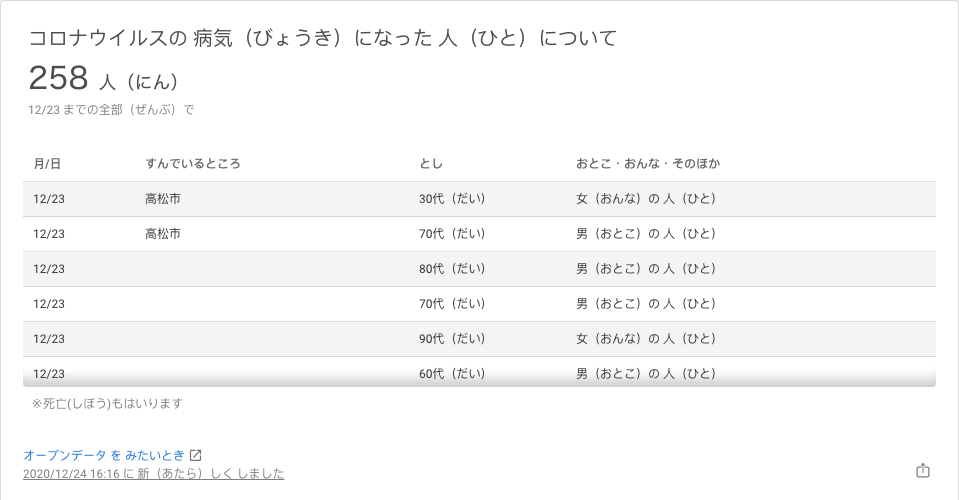 コロナウイルスの 病気（びょうき）になった 人（ひと）について
258 人（にん）
12/23 までの全部（ぜんぶ）で
月/日 すんでいるところ とし おとこ・おんな・そのほか
12/23 高松市 30代（だい） 女（おんな）の 人（ひと）
12/23 高松市 70代（だい） 男（おとこ）の 人（ひと）
12/23 80代（だい） 男（おとこ）の 人（ひと）
12/23 70代（だい） 男（おとこ）の 人（ひと）
12/23 90代（だい） 女（おんな）の 人（ひと）
12/23 60代（だい） 男（おとこ）の 人（ひと）
※死亡(しぼう)もはいります
オープンデータ を みたいとき
2020/12/24 16:16 に 新（あたら）しく しました